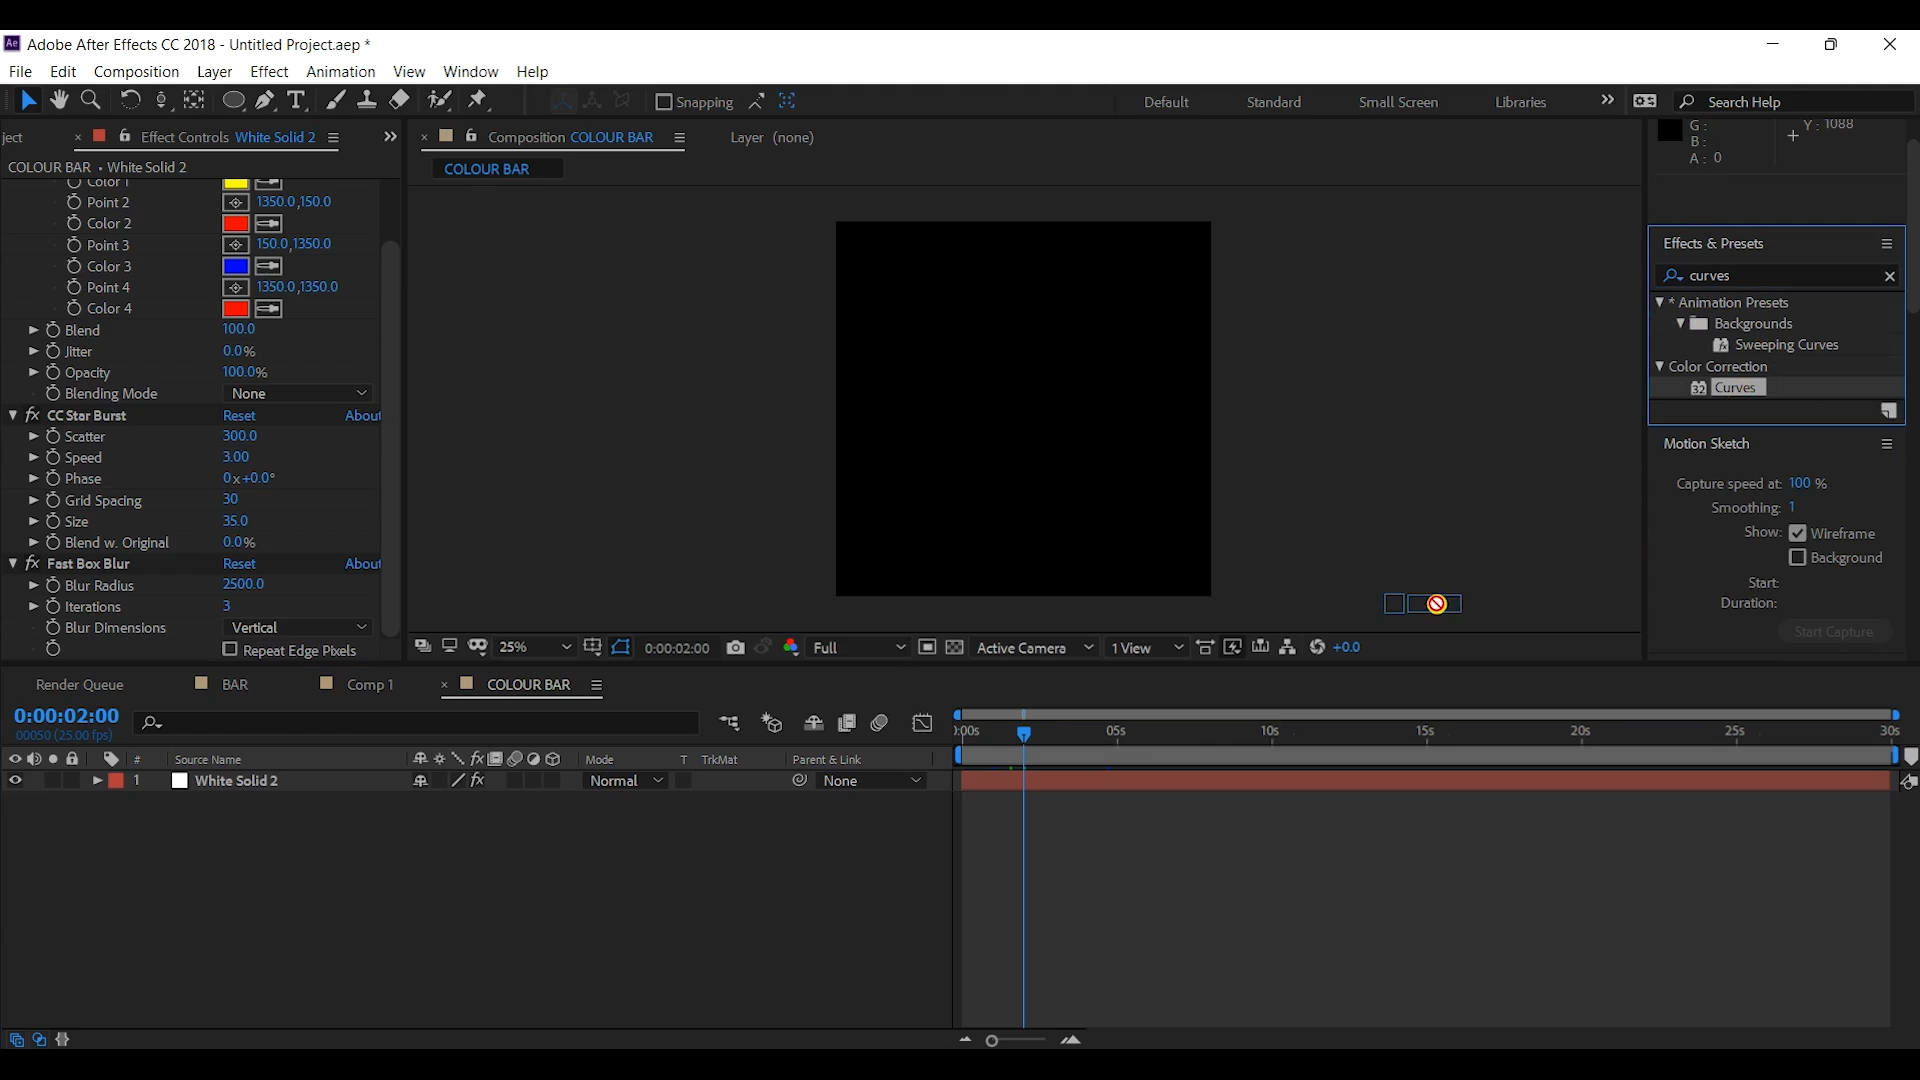 Adobe After Effects CC 2018 - Untitled Project.aep *
File Edit Composition Layer Effect Animation View Window Help
Snapping Default Standard Small Screen Libraries Search Help
ject Effect Controls White Solid 2 Composition COLOUR BAR Layer (none)
COLOUR BAR • White Solid 2
COLOUR BAR
G:
B:
A: 0
Y: 1088
Color 1
Point 2 1350.0,150.0
Color 2
Point 3 150.0,1350.0
Color 3
Point 4 1350.0,1350.0
Color 4
Blend 100.0
Jitter 0.0%
Opacity 100.0%
Blending Mode None
fx CC Star Burst Reset About
Scatter 300.0
Speed 3.00
Phase 0x+0.0°
Grid Spacing 30
Size 35.0
Blend w. Original 0.0%
fx Fast Box Blur Reset About
Blur Radius 2500.0
Iterations 3
Blur Dimensions Vertical
Repeat Edge Pixels
25% 0:00:02:00 Full Active Camera 1 View +0.0
Effects & Presets
curves
* Animation Presets
Backgrounds
Sweeping Curves
Color Correction
32 Curves
Motion Sketch
Capture speed at: 100 %
Smoothing: 1
Show: Wireframe
Background
Start:
Duration:
Start Capture
Render Queue BAR Comp 1 COLOUR BAR
0:00:02:00
00050 (25.00 fps)
):00s 05s 10s 15s 20s 25s 30s
# Source Name fx Mode T TrkMat Parent & Link
1 White Solid 2 fx Normal None